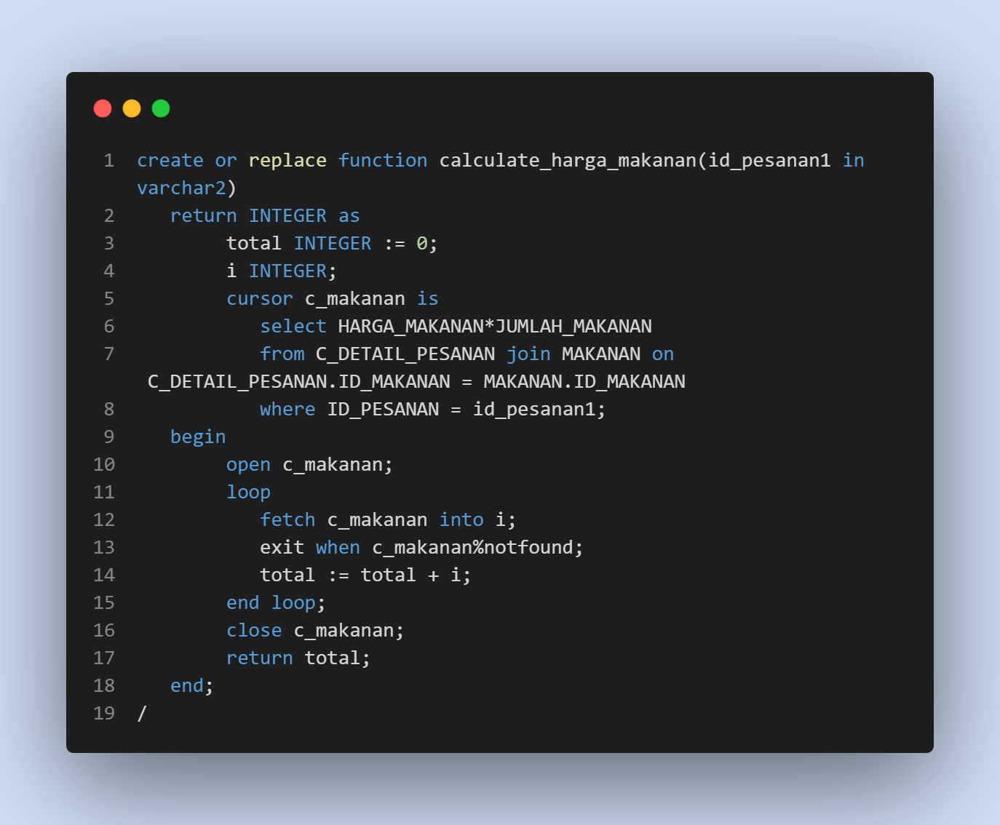 1 create or replace function calculate_harga_makanan(id_pesanan1 in
varchar2)
2 return INTEGER as
3 total INTEGER := 0;
4 i INTEGER;
5 cursor c_makanan is
6 select HARGA_MAKANAN*JUMLAH_MAKANAN
7 from C_DETAIL_PESANAN join MAKANAN on
C_DETAIL_PESANAN.ID_MAKANAN = MAKANAN.ID_MAKANAN
8 where ID_PESANAN = id_pesanan1;
9 begin
10 open c_makanan;
11 loop
12 fetch c_makanan into i;
13 exit when c_makanan%notfound;
14 total := total + i;
15 end loop;
16 close c_makanan;
17 return total;
18 end;
19 /